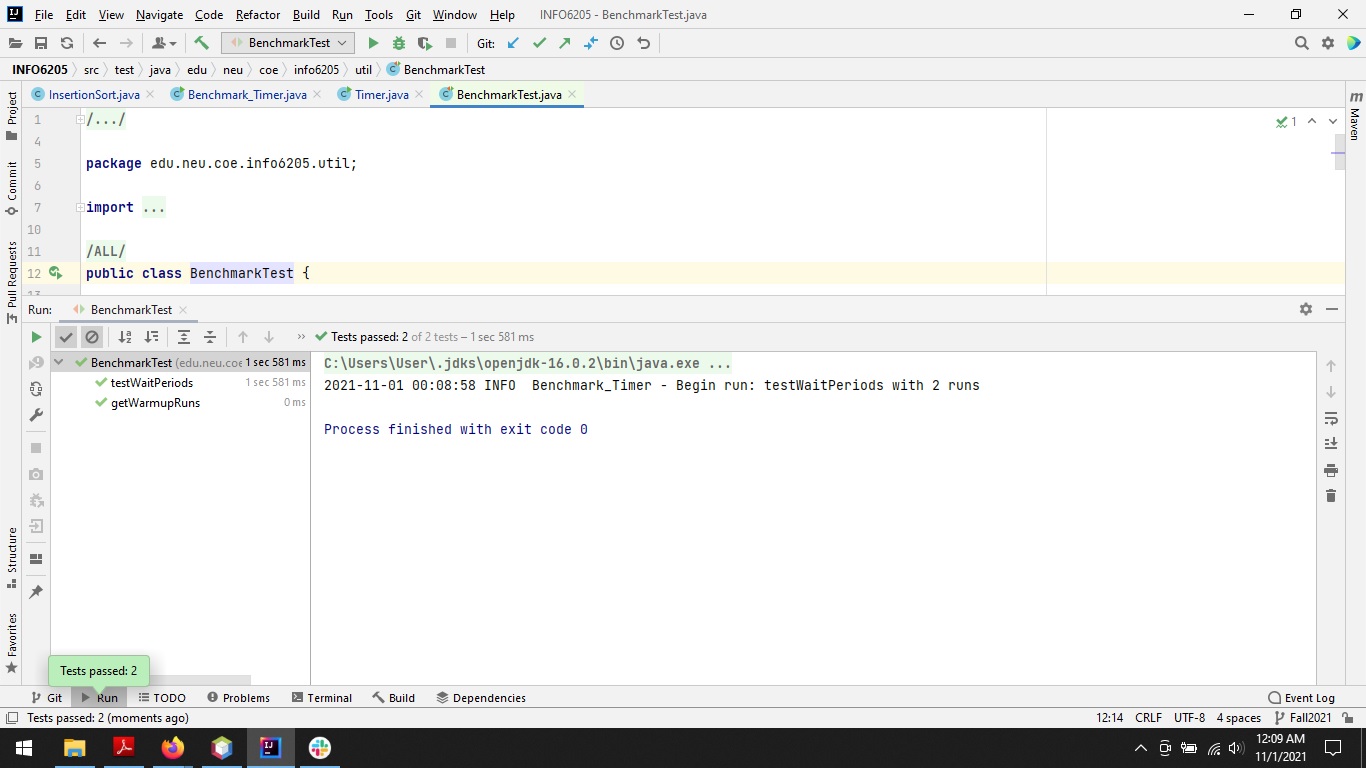 File Edit View Navigate Code Refactor Build Run Tools Git Window Help INFO6205 - BenchmarkTest.java
BenchmarkTest Git:
INFO6205 src test java edu neu coe info6205 util BenchmarkTest
InsertionSort.java Benchmark_Timer.java Timer.java BenchmarkTest.java
Project
Commit
Pull Requests
Structure
Favorites
m Maven
1 /.../
1
4
5 package edu.neu.coe.info6205.util;
6
7 import ...
10
11 /ALL/
12 public class BenchmarkTest {
13
Run: BenchmarkTest
Tests passed: 2 of 2 tests – 1 sec 581 ms
BenchmarkTest (edu.neu.coe 1 sec 581 ms
testWaitPeriods 1 sec 581 ms
getWarmupRuns 0 ms
C:\Users\User\.jdks\openjdk-16.0.2\bin\java.exe ...
2021-11-01 00:08:58 INFO  Benchmark_Timer - Begin run: testWaitPeriods with 2 runs
Process finished with exit code 0
Tests passed: 2
Git Run TODO Problems Terminal Build Dependencies Event Log
Tests passed: 2 (moments ago) 12:14 CRLF UTF-8 4 spaces Fall2021
12:09 AM
11/1/2021